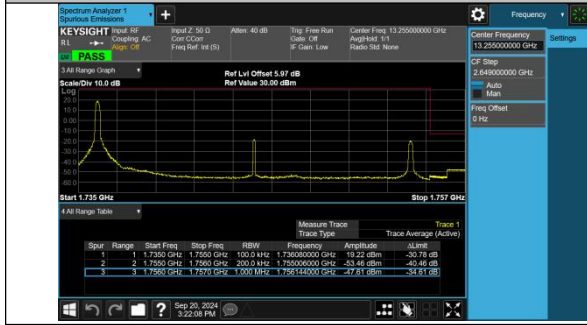 Spectrum Analyzer 1
Spurious Emissions
+
Frequency
KEYSIGHT Input: RF
R L Coupling: AC
Align: Off
Input Z: 50 Ω
Corr CCorr
Freq Ref: Int (S)
Atten: 40 dB
Trig: Free Run
Gate: Off
IF Gain: Low
Center Freq: 13.255000000 GHz
Avg|Hold: 1/1
Radio Std: None
PASS
Center Frequency
13.255000000 GHz
Settings
CF Step
2.649000000 GHz
Auto
Man
Freq Offset
0 Hz
3 All Range Graph
Scale/Div 10.0 dB
Ref Lvl Offset 5.97 dB
Ref Value 30.00 dBm
Log
20.0
10.0
0.00
-10.0
-20.0
-30.0
-40.0
-50.0
-60.0
Start 1.735 GHz
Stop 1.757 GHz
4 All Range Table
Measure Trace Trace 1
Trace Type Trace Average (Active)
Spur Range Start Freq Stop Freq RBW Frequency Amplitude ΔLimit
1 1 1.7350 GHz 1.7550 GHz 100.0 kHz 1.736080000 GHz 19.22 dBm -30.78 dB
2 2 1.7550 GHz 1.7560 GHz 200.0 kHz 1.755006000 GHz -53.46 dBm -40.46 dB
3 3 1.7560 GHz 1.7570 GHz 1.000 MHz 1.756144000 GHz -47.61 dBm -34.61 dB
?
Sep 20, 2024
3:22:08 PM